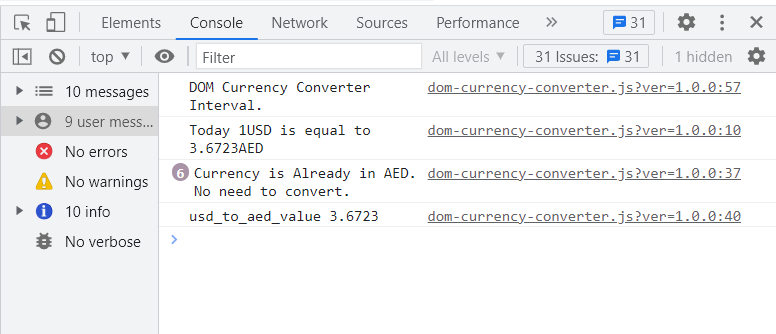 Elements Console Network Sources Performance » 31
top Filter All levels 31 Issues: 31 1 hidden
10 messages
9 user mess...
No errors
No warnings
10 info
No verbose
DOM Currency Converter dom-currency-converter.js?ver=1.0.0:57
Interval.
Today 1USD is equal to dom-currency-converter.js?ver=1.0.0:10
3.6723AED
6 Currency is Already in AED. dom-currency-converter.js?ver=1.0.0:37
No need to convert.
usd_to_aed_value 3.6723 dom-currency-converter.js?ver=1.0.0:40